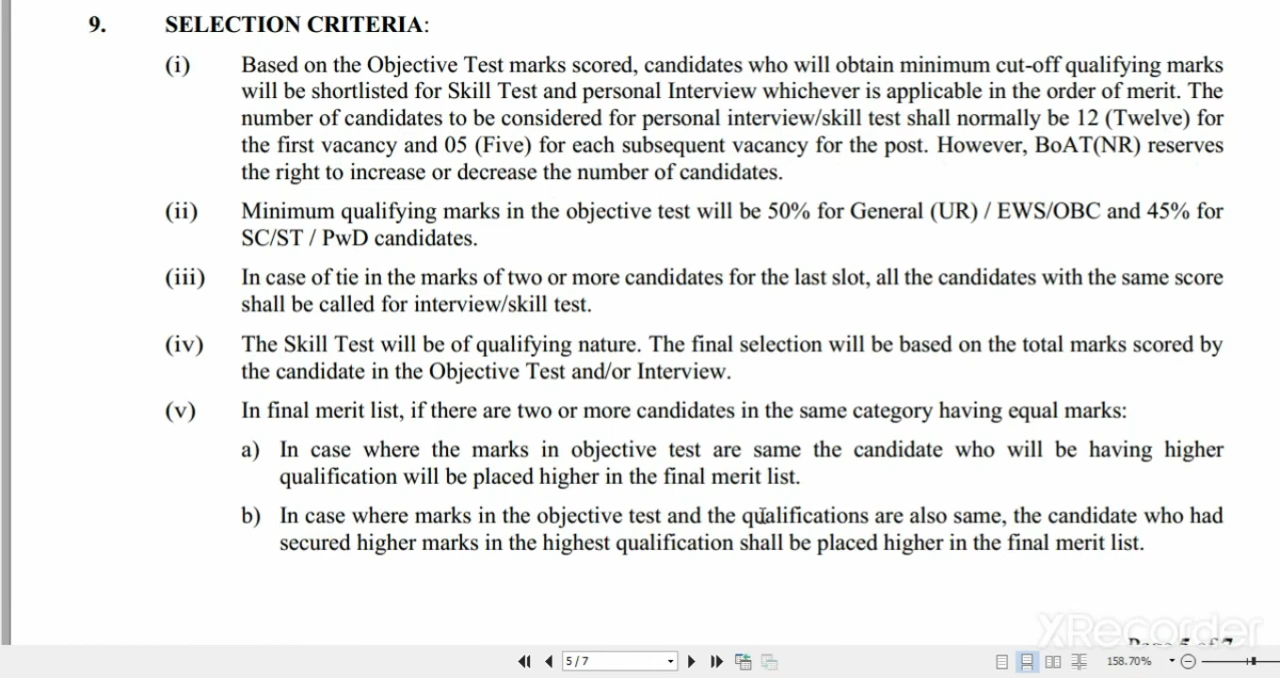 9. SELECTION CRITERIA:
(i) Based on the Objective Test marks scored, candidates who will obtain minimum cut-off qualifying marks
will be shortlisted for Skill Test and personal Interview whichever is applicable in the order of merit. The
number of candidates to be considered for personal interview/skill test shall normally be 12 (Twelve) for
the first vacancy and 05 (Five) for each subsequent vacancy for the post. However, BoAT(NR) reserves
the right to increase or decrease the number of candidates.
(ii) Minimum qualifying marks in the objective test will be 50% for General (UR) / EWS/OBC and 45% for
SC/ST / PwD candidates.
(iii) In case of tie in the marks of two or more candidates for the last slot, all the candidates with the same score
shall be called for interview/skill test.
(iv) The Skill Test will be of qualifying nature. The final selection will be based on the total marks scored by
the candidate in the Objective Test and/or Interview.
(v) In final merit list, if there are two or more candidates in the same category having equal marks:
a) In case where the marks in objective test are same the candidate who will be having higher
qualification will be placed higher in the final merit list.
b) In case where marks in the objective test and the qualifications are also same, the candidate who had
secured higher marks in the highest qualification shall be placed higher in the final merit list.
XRecorder
5/7
158.70%